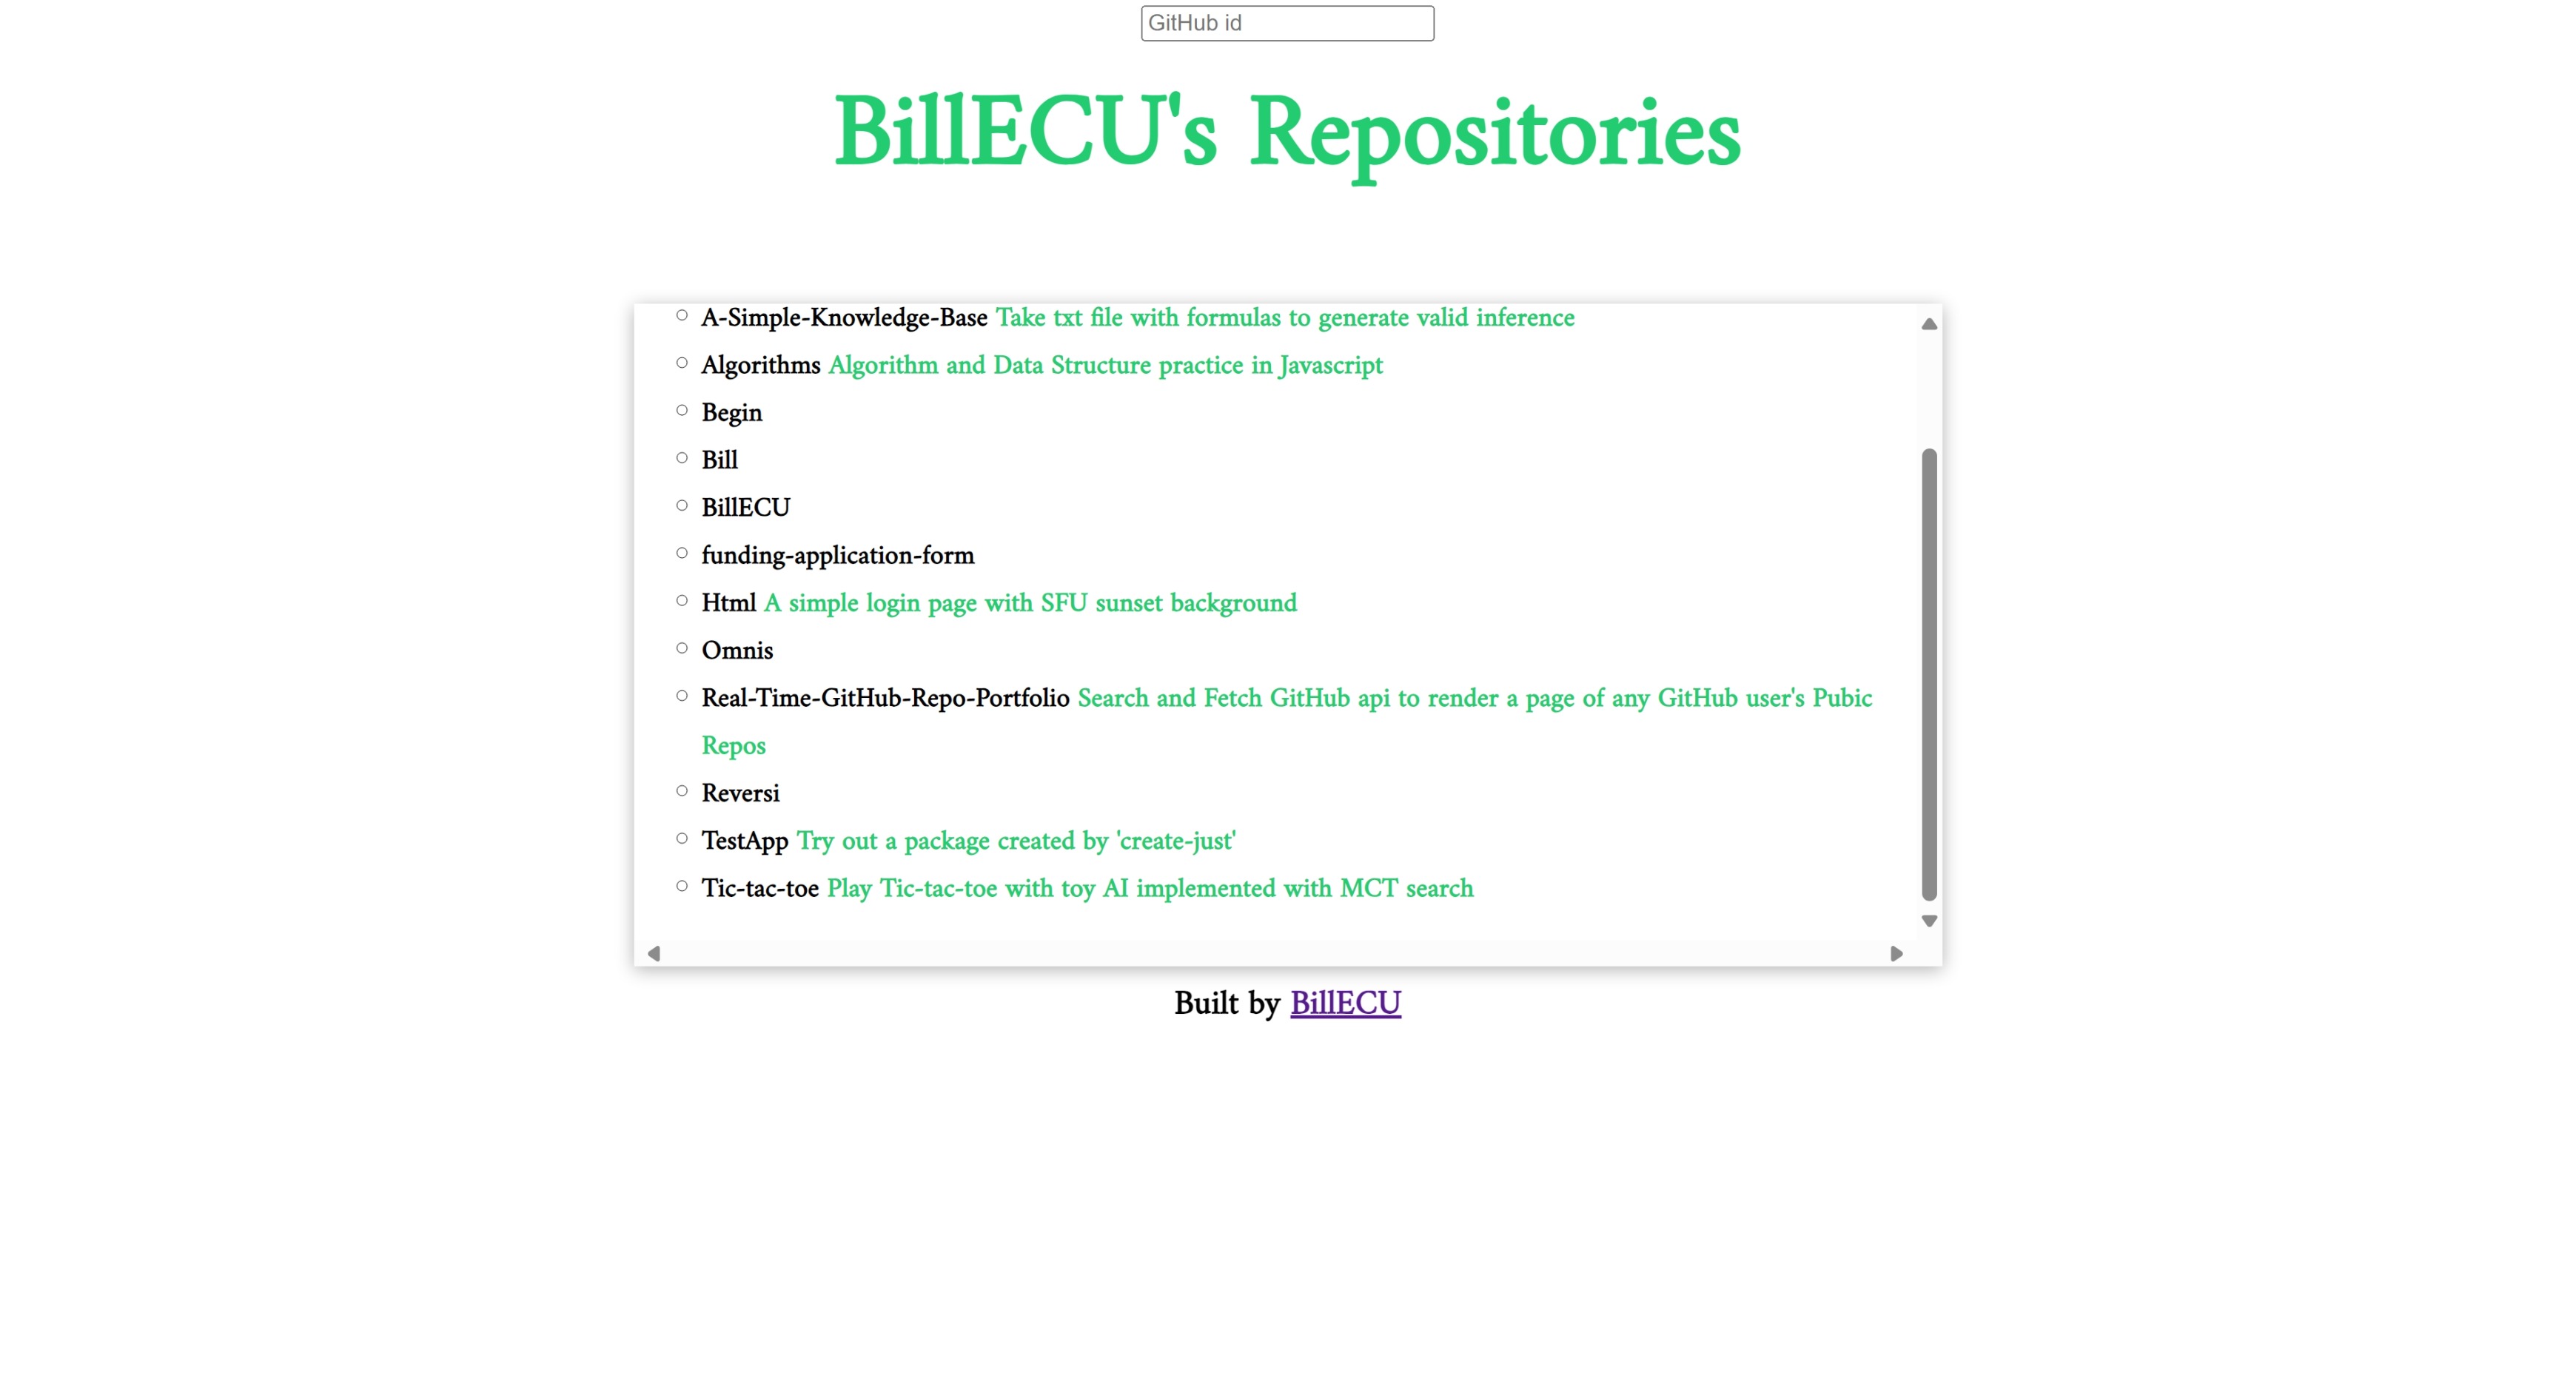 GitHub id
BillECU's Repositories
A-Simple-Knowledge-Base Take txt file with formulas to generate valid inference
Algorithms Algorithm and Data Structure practice in Javascript
Begin
Bill
BillECU
funding-application-form
Html A simple login page with SFU sunset background
Omnis
Real-Time-GitHub-Repo-Portfolio Search and Fetch GitHub api to render a page of any GitHub user's Pubic
Repos
Reversi
TestApp Try out a package created by 'create-just'
Tic-tac-toe Play Tic-tac-toe with toy AI implemented with MCT search
Built by BillECU